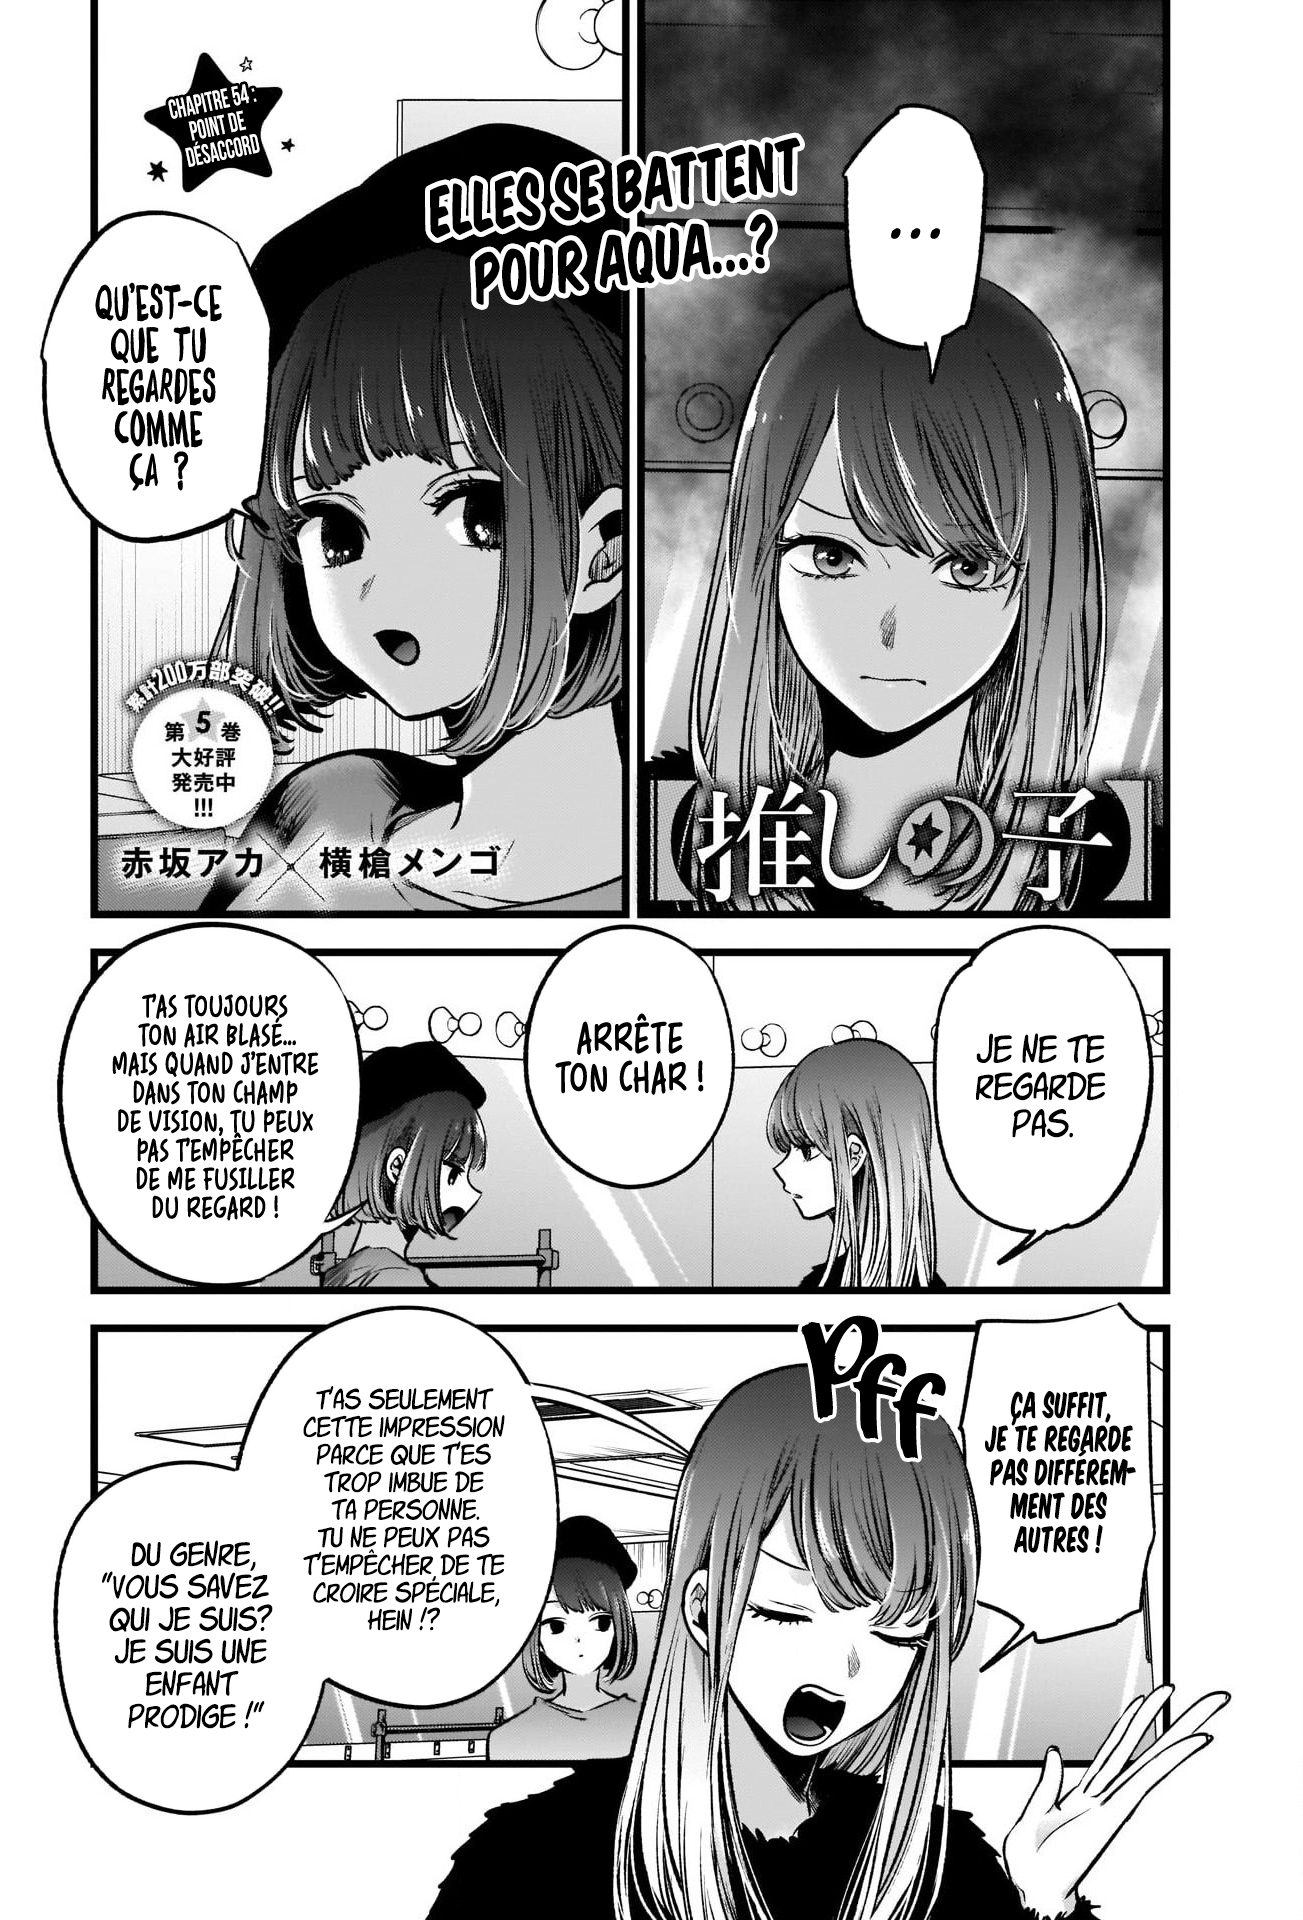 ...
ELLES SE BATTENT
POUR AQUA...?
CHAPITRE 54 :
POINT DE
DÉSACCORD
QU'EST-CE
QUE TU
REGARDES
COMME
ÇA ?
累計200万部突破!!!
第5巻
大好評
発売中
!!!
赤坂アカ×横槍メンゴ
【推しの子】
JE NE TE
REGARDE
PAS.
ARRÊTE
TON CHAR !
T'AS TOUJOURS
TON AIR BLASÉ...
MAIS QUAND J'ENTRE
DANS TON CHAMP
DE VISION, TU PEUX
PAS T'EMPÊCHER
DE ME FUSILLER
DU REGARD !
ÇA SUFFIT,
JE TE REGARDE
PAS DIFFÉREM-
MENT DES
AUTRES !
PFF
T'AS SEULEMENT
CETTE IMPRESSION
PARCE QUE T'ES
TROP IMBUE DE
TA PERSONNE.
TU NE PEUX PAS
T'EMPÊCHER DE TE
CROIRE SPÉCIALE,
HEIN !?
DU GENRE,
"VOUS SAVEZ
QUI JE SUIS?
JE SUIS UNE
ENFANT
PRODIGE !"